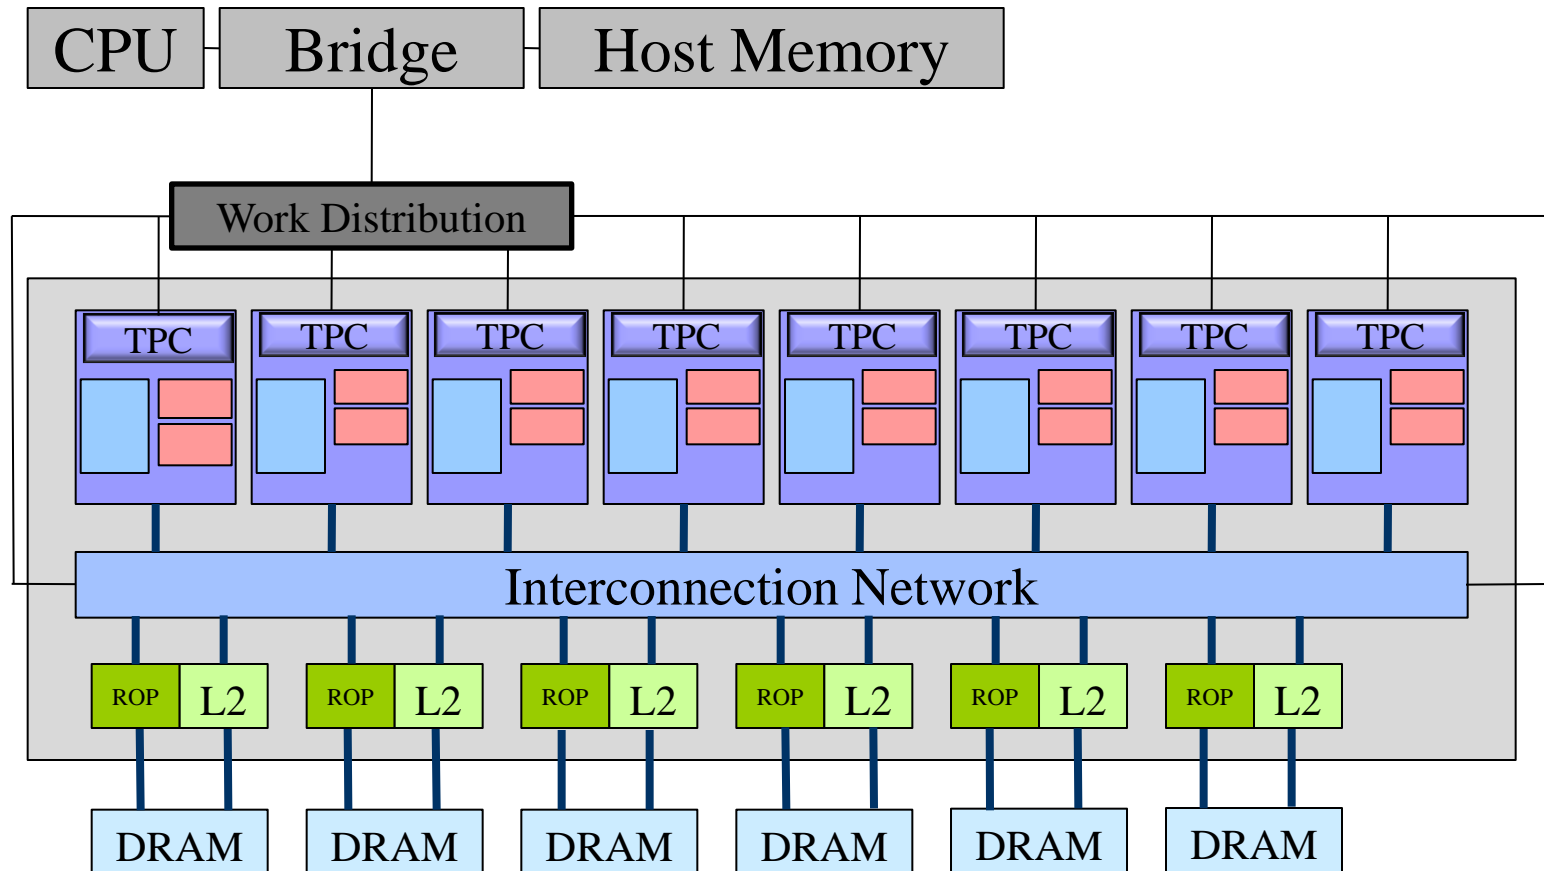 CPU Bridge Host Memory
Work Distribution
TPC TPC TPC TPC TPC TPC TPC TPC
Interconnection Network
ROP L2 ROP L2 ROP L2 ROP L2 ROP L2 ROP L2
DRAM DRAM DRAM DRAM DRAM DRAM